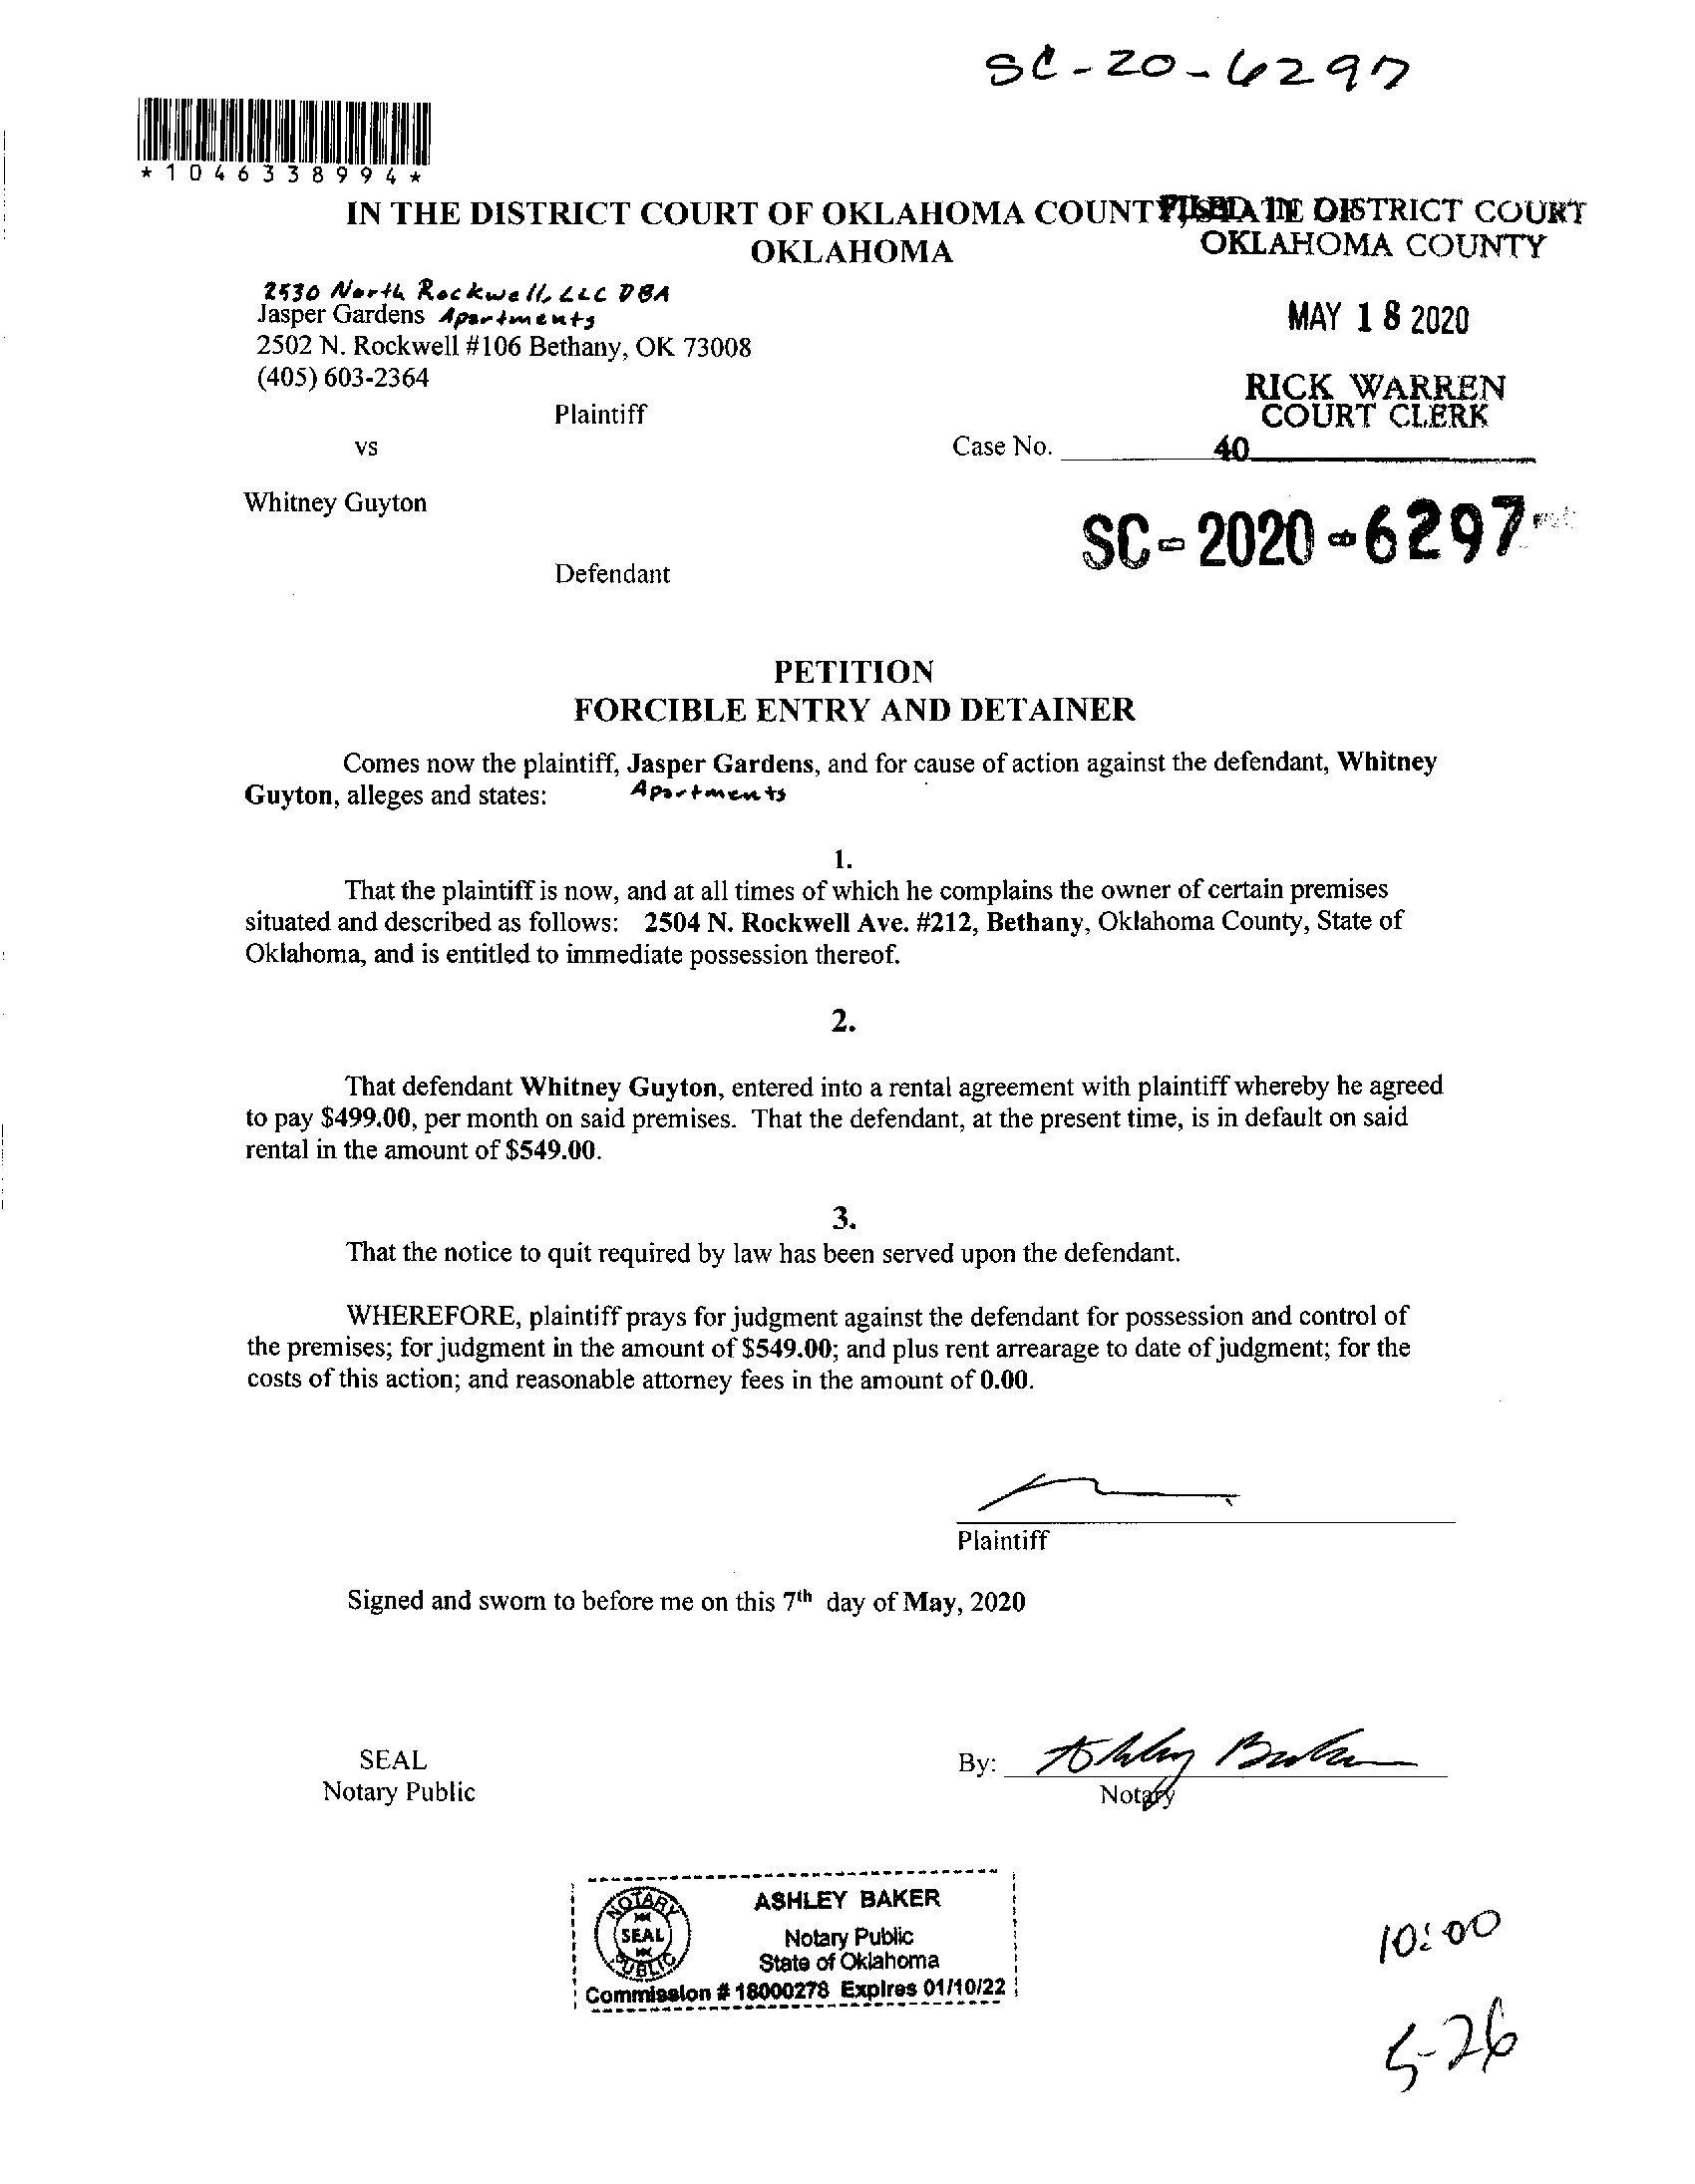 SC-20-6297
*1046338994*
IN THE DISTRICT COURT OF OKLAHOMA COUNTY, STATE OF
OKLAHOMA
FILED IN DISTRICT COURT
OKLAHOMA COUNTY
MAY 18 2020
RICK WARREN
COURT CLERK
40
2530 North Rockwell, LLC DBA
Jasper Gardens Apartments
2502 N. Rockwell #106 Bethany, OK 73008
(405) 603-2364
Plaintiff
vs
Case No.
Whitney Guyton
SC-2020-6297
Defendant
PETITION
FORCIBLE ENTRY AND DETAINER
Comes now the plaintiff, Jasper Gardens, and for cause of action against the defendant, Whitney
Guyton, alleges and states: Apartments
1.
That the plaintiff is now, and at all times of which he complains the owner of certain premises
situated and described as follows: 2504 N. Rockwell Ave. #212, Bethany, Oklahoma County, State of
Oklahoma, and is entitled to immediate possession thereof.
2.
That defendant Whitney Guyton, entered into a rental agreement with plaintiff whereby he agreed
to pay $499.00, per month on said premises. That the defendant, at the present time, is in default on said
rental in the amount of $549.00.
3.
That the notice to quit required by law has been served upon the defendant.
WHEREFORE, plaintiff prays for judgment against the defendant for possession and control of
the premises; for judgment in the amount of $549.00; and plus rent arrearage to date of judgment; for the
costs of this action; and reasonable attorney fees in the amount of 0.00.
Plaintiff
Signed and sworn to before me on this 7th day of May, 2020
SEAL
Notary Public
By: Ashley Baker
Notary
NOTARY
SEAL
PUBLIC
ASHLEY BAKER
Notary Public
State of Oklahoma
Commission # 18000278 Expires 01/10/22
10:00
5-26